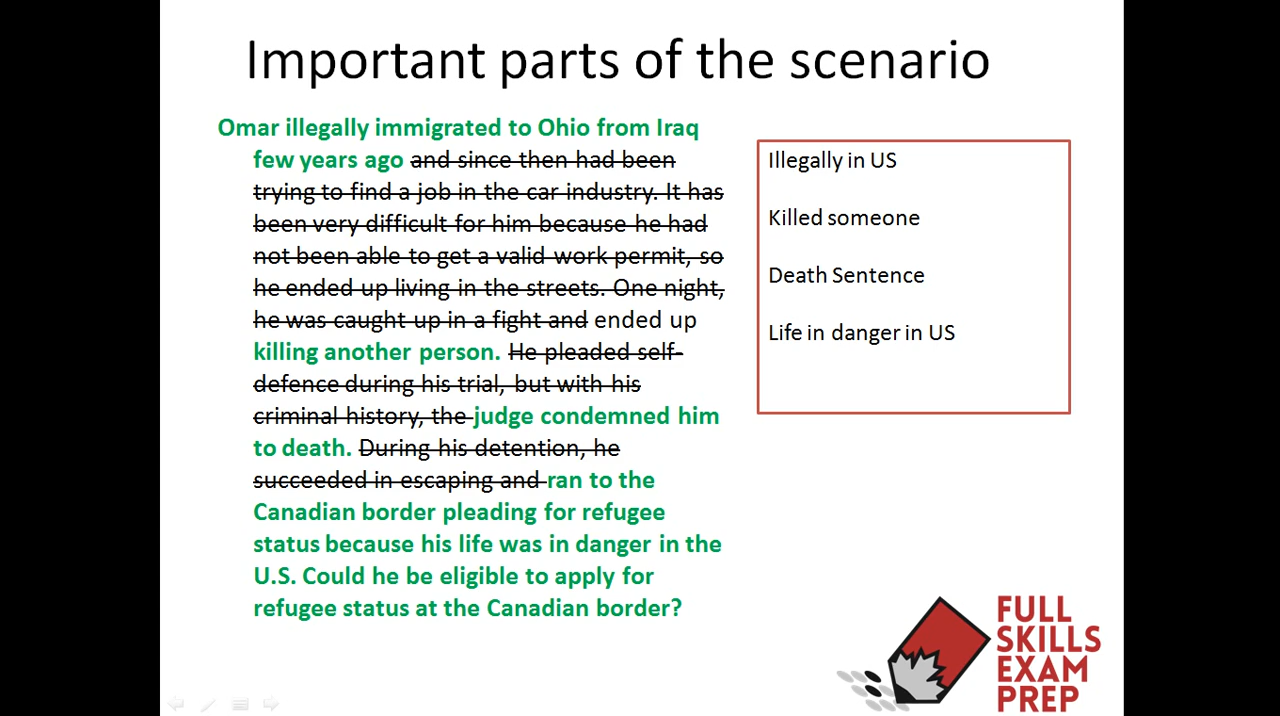 Important parts of the scenario
Omar illegally immigrated to Ohio from Iraq
few years ago and since then had been
trying to find a job in the car industry. It has
been very difficult for him because he had
not been able to get a valid work permit, so
he ended up living in the streets. One night,
he was caught up in a fight and ended up
killing another person. He pleaded self-
defence during his trial, but with his
criminal history, the judge condemned him
to death. During his detention, he
succeeded in escaping and ran to the
Canadian border pleading for refugee
status because his life was in danger in the
U.S. Could he be eligible to apply for
refugee status at the Canadian border?
Illegally in US
Killed someone
Death Sentence
Life in danger in US
FULL
SKILLS
EXAM
PREP